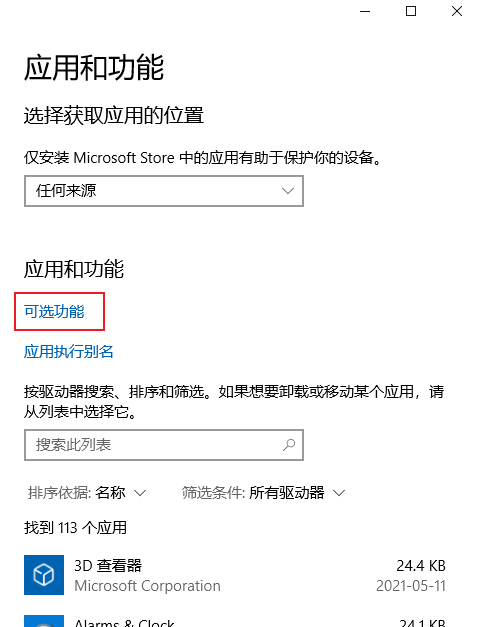 应用和功能
选择获取应用的位置
仅安装 Microsoft Store 中的应用有助于保护你的设备。
任何来源
应用和功能
可选功能
应用执行别名
按驱动器搜索、排序和筛选。如果想要卸载或移动某个应用，请
从列表中选择它。
搜索此列表
排序依据: 名称 筛选条件: 所有驱动器
找到 113 个应用
3D 查看器 24.4 KB
Microsoft Corporation 2021-05-11
Alarms & Clock 24.1 KB